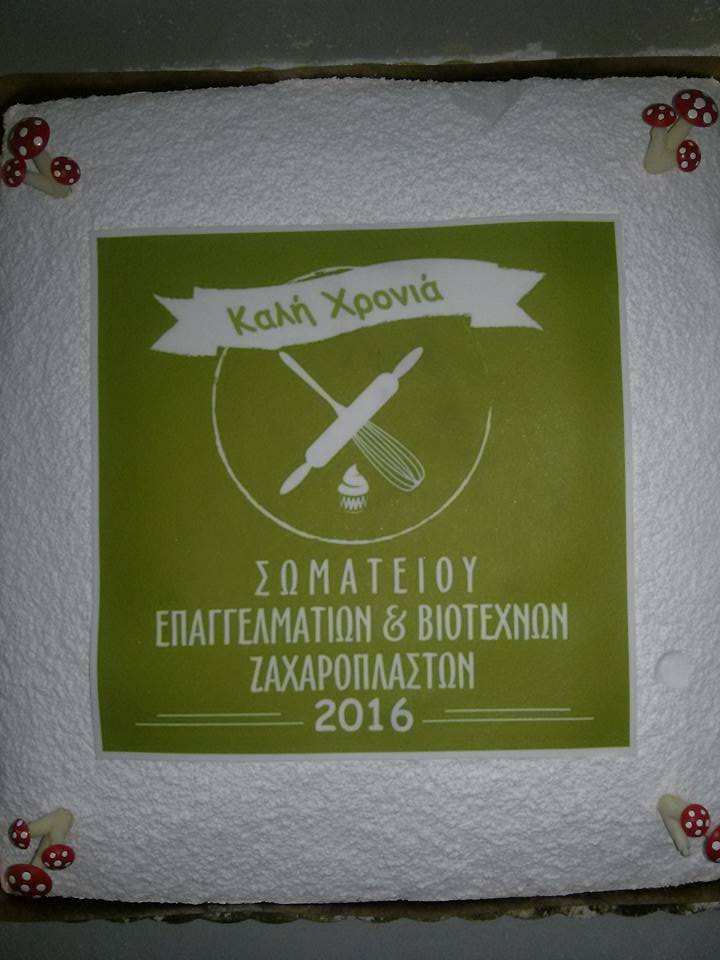 Καλή Χρονιά
ΣΩΜΑΤΕΙΟΥ
ΕΠΑΓΓΕΛΜΑΤΙΩΝ & ΒΙΟΤΕΧΝΩΝ
ΖΑΧΑΡΟΠΛΑΣΤΩΝ
2016